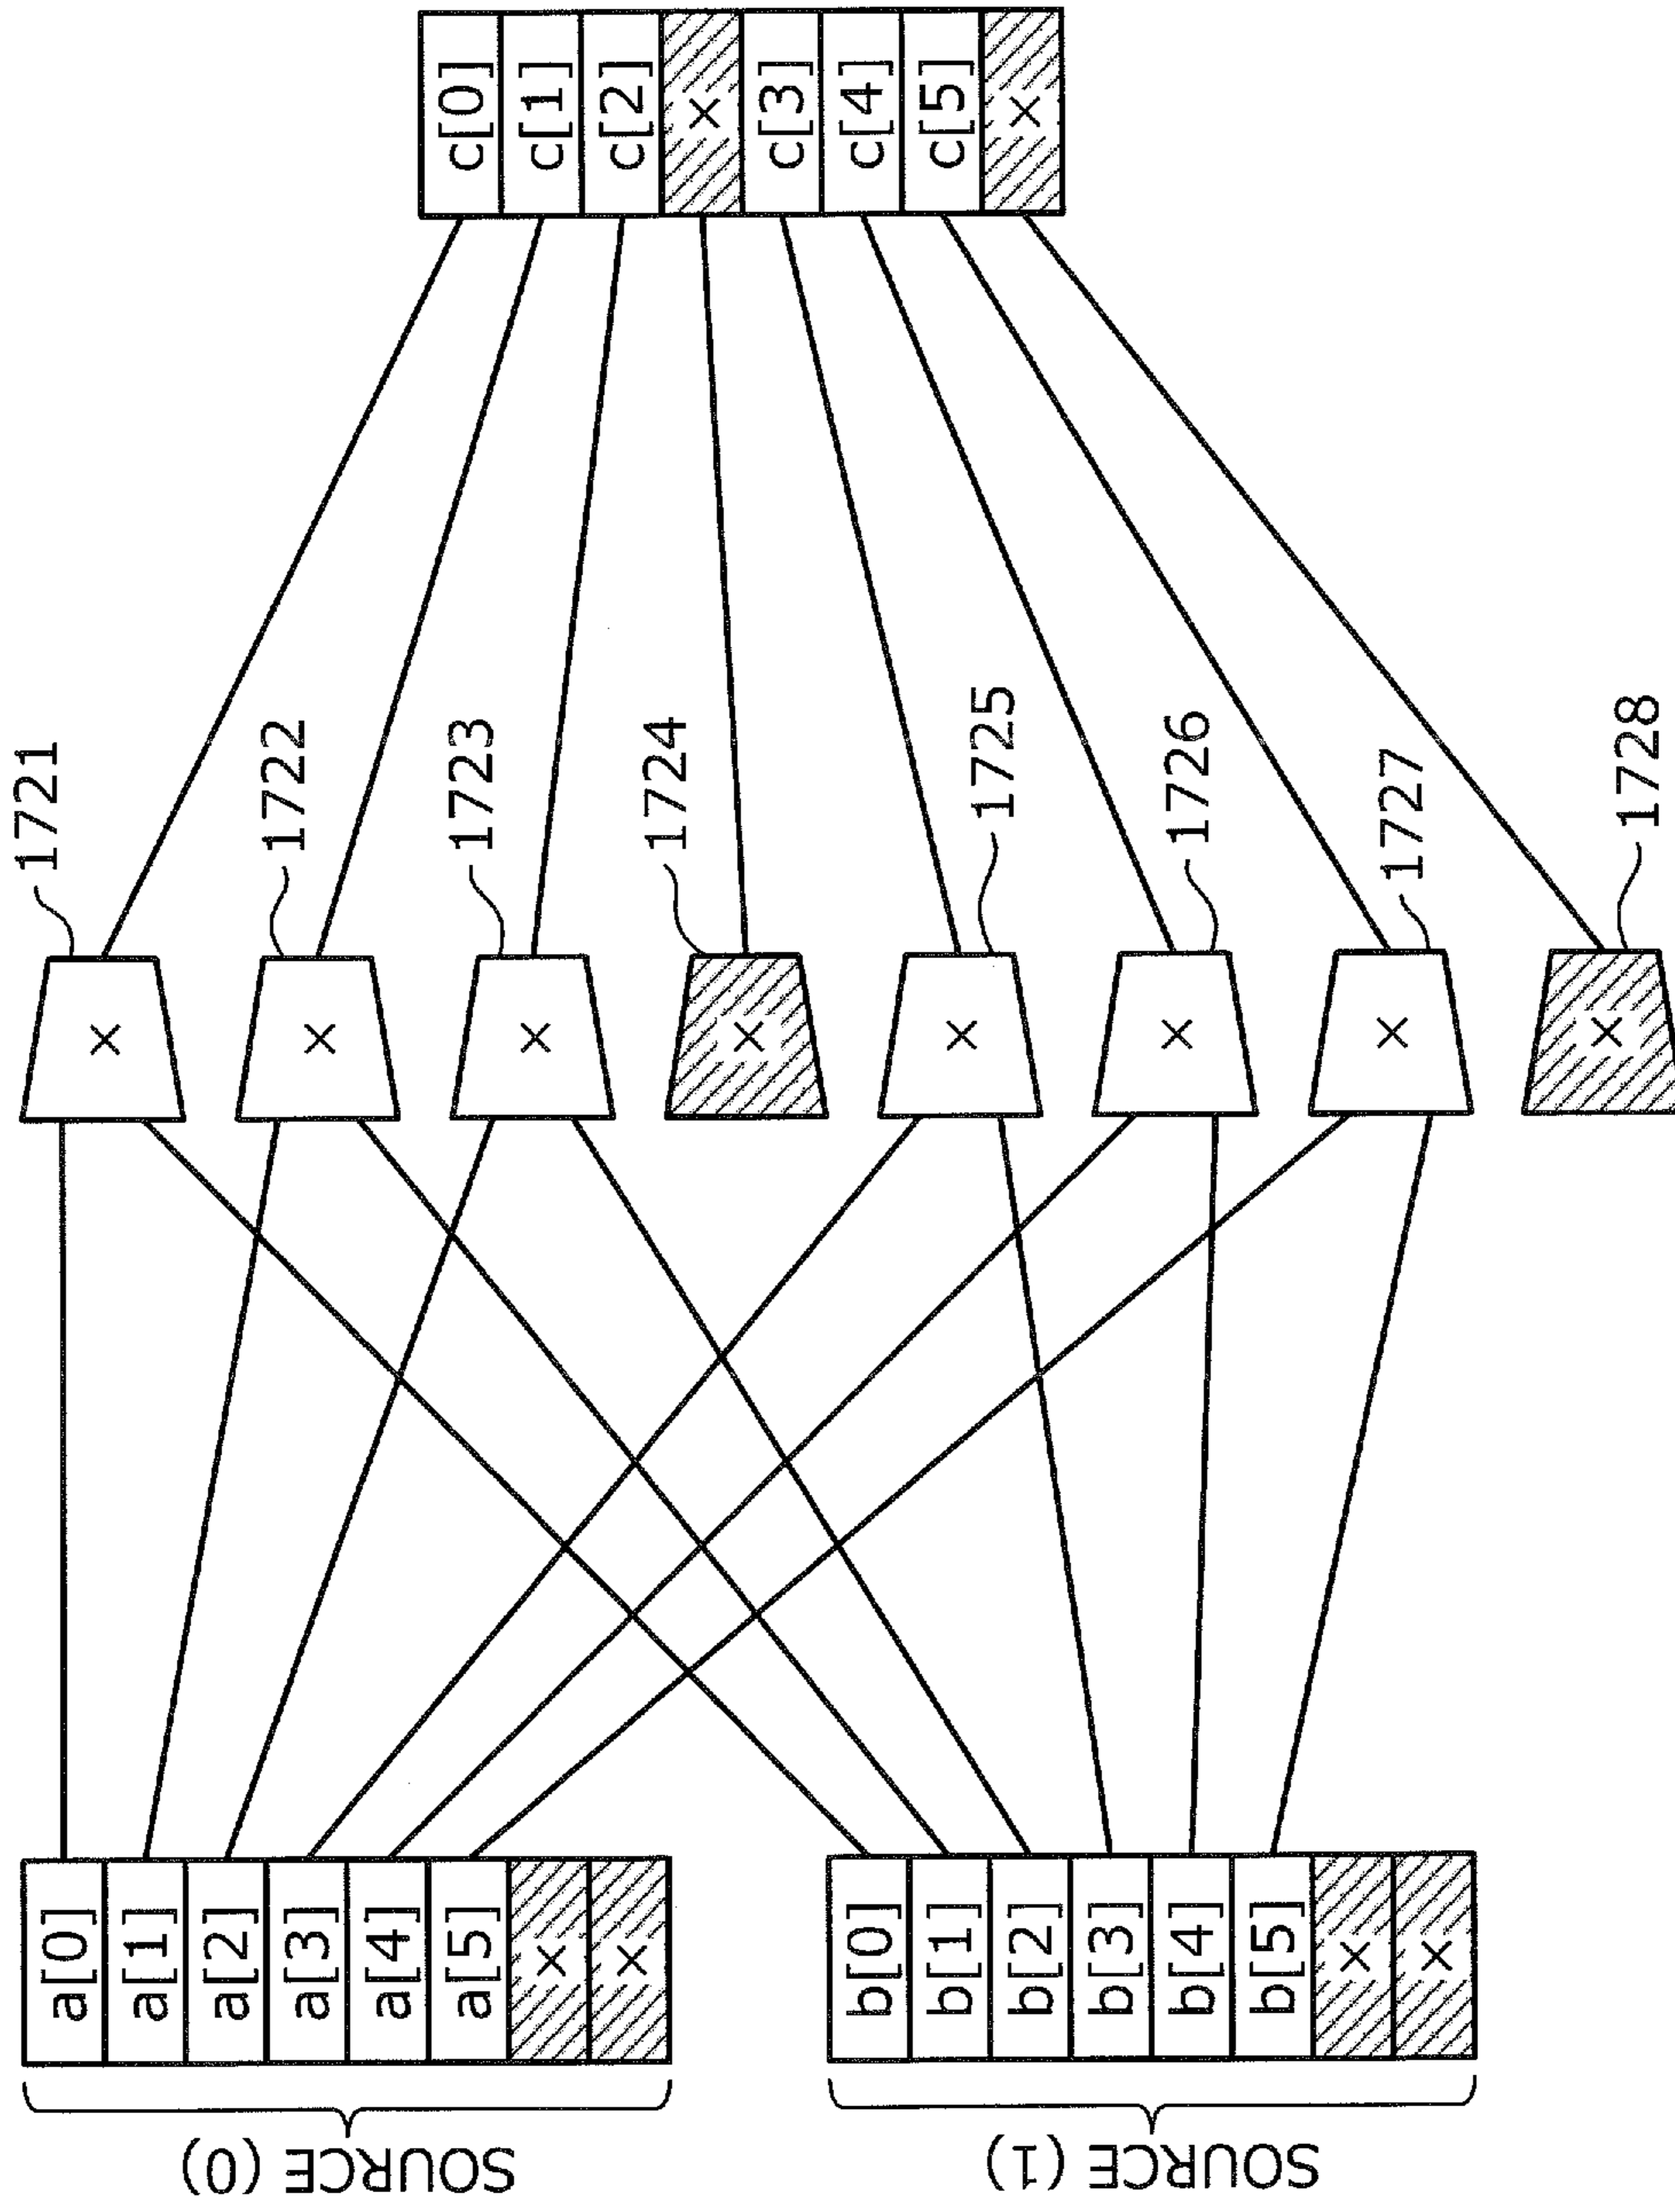 SOURCE (0)
a[0]
a[1]
a[2]
a[3]
a[4]
a[5]
×
×
SOURCE (1)
b[0]
b[1]
b[2]
b[3]
b[4]
b[5]
×
×
× 1721
× 1722
× 1723
× 1724
× 1725
× 1726
× 1727
× 1728
c[0]
c[1]
c[2]
×
c[3]
c[4]
c[5]
×